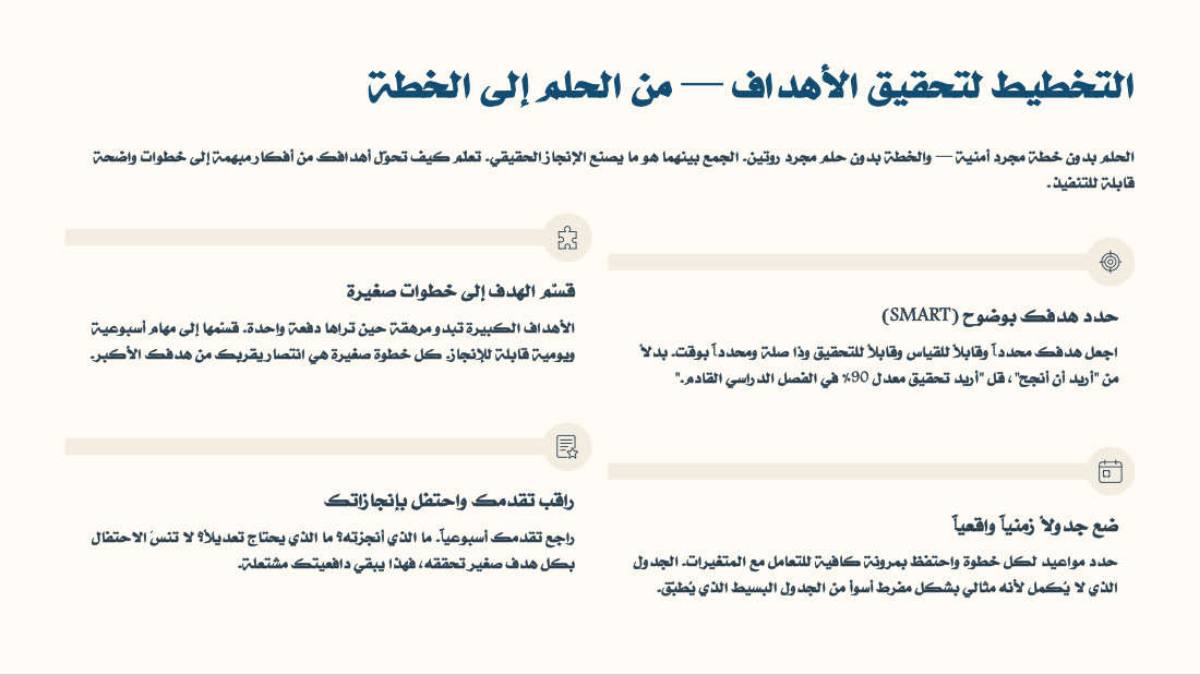 التخطيط لتحقيق الأهداف — من الحلم إلى الخطة
الحلم بدون خطة مجرد أمنية — والخطة بدون حلم مجرد روتين. الجمع بينهما هو ما يصنع الإنجاز الحقيقي. تعلّم كيف تحوّل أهدافك من أفكار مبهمة إلى خطوات واضحة
قابلة للتنفيذ.
حدد هدفك بوضوح (SMART)
اجعل هدفك محدداً وقابلاً للقياس وقابلاً للتحقيق وذا صلة ومحدداً بوقت. بدلاً
من "أريد أن أنجح"، قل "أريد تحقيق معدل 90% في الفصل الدراسي القادم."
قسّم الهدف إلى خطوات صغيرة
الأهداف الكبيرة تبدو مرهقة حين تراها دفعة واحدة. قسّمها إلى مهام أسبوعية
ويومية قابلة للإنجاز. كل خطوة صغيرة هي انتصار يقربك من هدفك الأكبر.
ضع جدولاً زمنياً واقعياً
حدد مواعيد لكل خطوة واحتفظ بمرونة كافية للتعامل مع المتغيرات. الجدول
الذي لا يُكمل لأنه مثالي بشكل مفرط أسوأ من الجدول البسيط الذي يُطبّق.
راقب تقدمك واحتفل بإنجازاتك
راجع تقدمك أسبوعياً. ما الذي أنجزته؟ ما الذي يحتاج تعديلاً؟ لا تنسَ الاحتفال
بكل هدف صغير تحققه، فهذا يبقي دافعيتك مشتعلة.